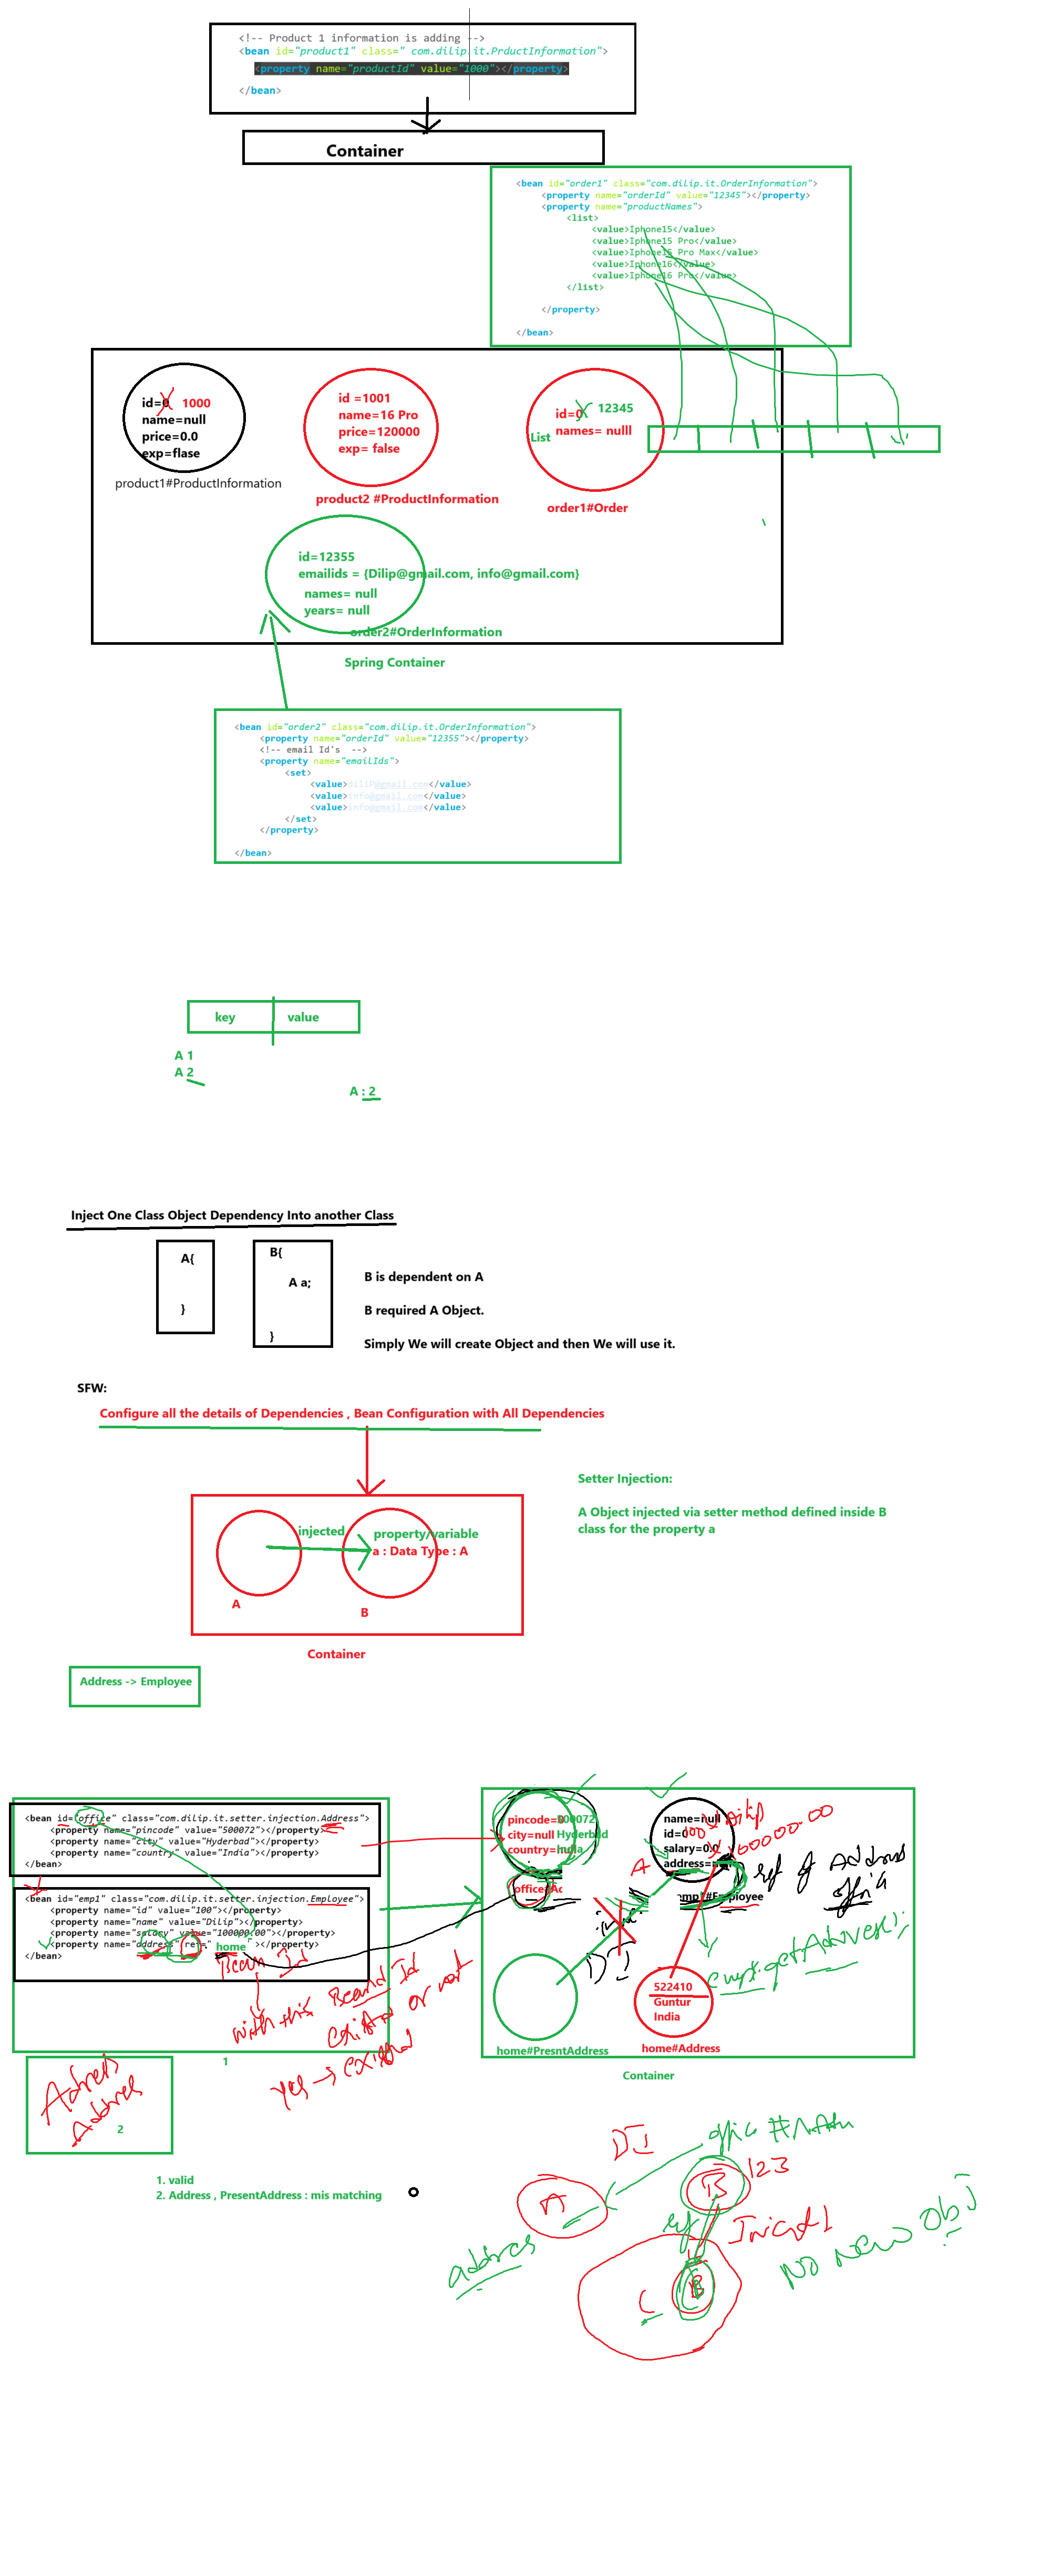 <!-- Product 1 information is adding -->
<bean id="product1" class=" com.dilip.it.PrductInformation">
<property name="productId" value="1000"></property>
</bean>
Container
<bean id="order1" class="com.dilip.it.OrderInformation">
<property name="orderId" value="12345"></property>
<property name="productNames">
<list>
<value>Iphone15</value>
<value>Iphone15 Pro</value>
<value>Iphone15 Pro Max</value>
<value>Iphone16</value>
<value>Iphone16 Pro</value>
</list>
</property>
</bean>
id=0 1000
name=null
price=0.0
exp=flase
product1#ProductInformation
id =1001
name=16 Pro
price=120000
exp= false
product2 #ProductInformation
id=0 12345
List names= nulll
order1#Order
id=12355
emailids = {Dilip@gmail.com, info@gmail.com}
names= null
years= null
order2#OrderInformation
Spring Container
<bean id="order2" class="com.dilip.it.OrderInformation">
<property name="orderId" value="12355"></property>
<!-- email Id's -->
<property name="emailIds">
<set>
<value>diliP@gmail.com</value>
<value>info@gmail.com</value>
<value>info@gmail.com</value>
</set>
</property>
</bean>
key value
A 1
A 2
A : 2
Inject One Class Object Dependency Into another Class
A{
}
B{
A a;
}
B is dependent on A
B required A Object.
Simply We will create Object and then We will use it.
SFW:
Configure all the details of Dependencies , Bean Configuration with All Dependencies
Setter Injection:
A Object injected via setter method defined inside B
class for the property a
injected
property/variable
a : Data Type : A
A
B
Container
Address -> Employee
<bean id="office" class="com.dilip.it.setter.injection.Address">
<property name="pincode" value="500072"></property>
<property name="city" value="Hyderbad"></property>
<property name="country" value="India"></property>
</bean>
<bean id="emp1" class="com.dilip.it.setter.injection.Employee">
<property name="id" value="100"></property>
<property name="name" value="Dilip"></property>
<property name="salary" value="100000.00"></property>
<property name="address" ref=" home "></property>
</bean>
Bean Id
with this Beand Id
exited or not
yes → existed
1
Adress
Address
2
pincode=0 500072
city=null Hyderbad
country= India
name=null Dilip
id=0 100
salary=0.0 100000.00
address=
A
ref of Address
emp1#Employee
DI
emp.getAddress();
522410
Guntur
India
home#PresntAddress
home#Address
Container
1. valid
2. Address , PresentAddress : mis matching
DI
A
B 123
address
ref
C
B
No new Obj